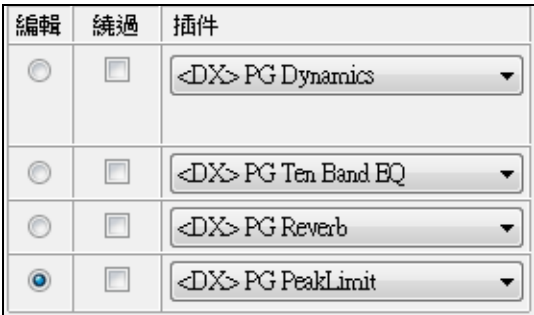 編輯 繞過 插件
<DX> PG Dynamics
<DX> PG Ten Band EQ
<DX> PG Reverb
<DX> PG PeakLimit